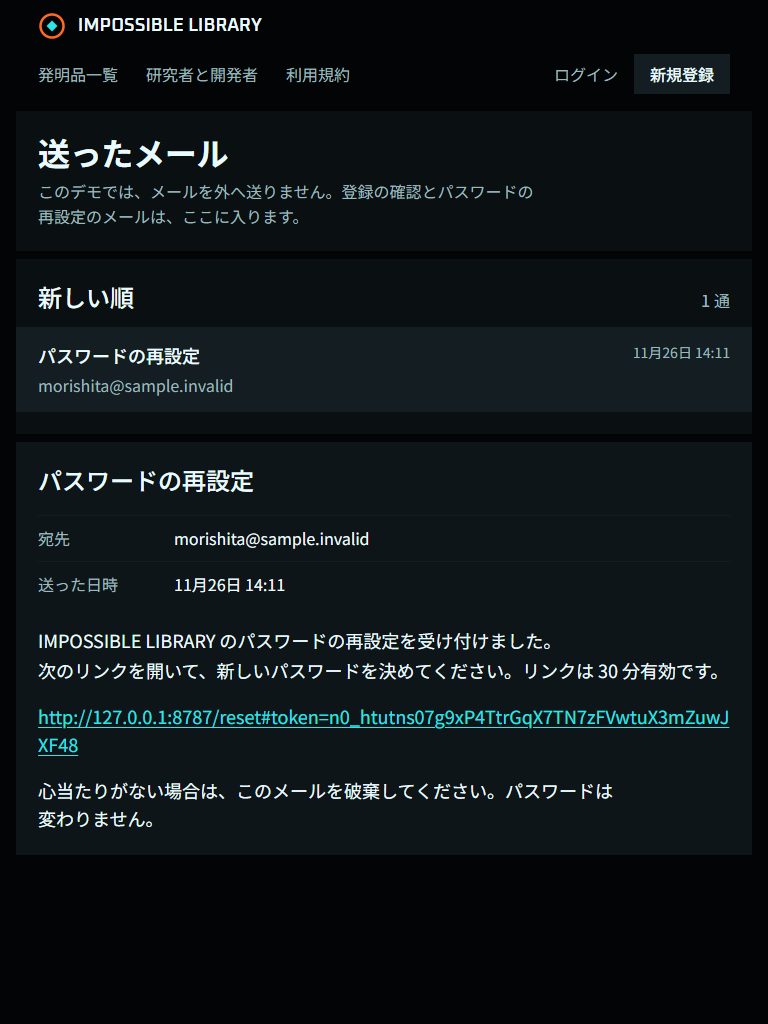 IMPOSSIBLE LIBRARY
発明品一覧 研究者と開発者 利用規約 ログイン 新規登録
送ったメール
このデモでは、メールを外へ送りません。登録の確認とパスワードの
再設定のメールは、ここに入ります。
新しい順 1 通
パスワードの再設定 11月26日 14:11
morishita@sample.invalid
パスワードの再設定
宛先 morishita@sample.invalid
送った日時 11月26日 14:11
IMPOSSIBLE LIBRARY のパスワードの再設定を受け付けました。
次のリンクを開いて、新しいパスワードを決めてください。リンクは 30 分有効です。
http://127.0.0.1:8787/reset#token=n0_htutns07g9xP4TtrGqX7TN7zFVwtuX3mZuwJ
XF48
心当たりがない場合は、このメールを破棄してください。パスワードは
変わりません。